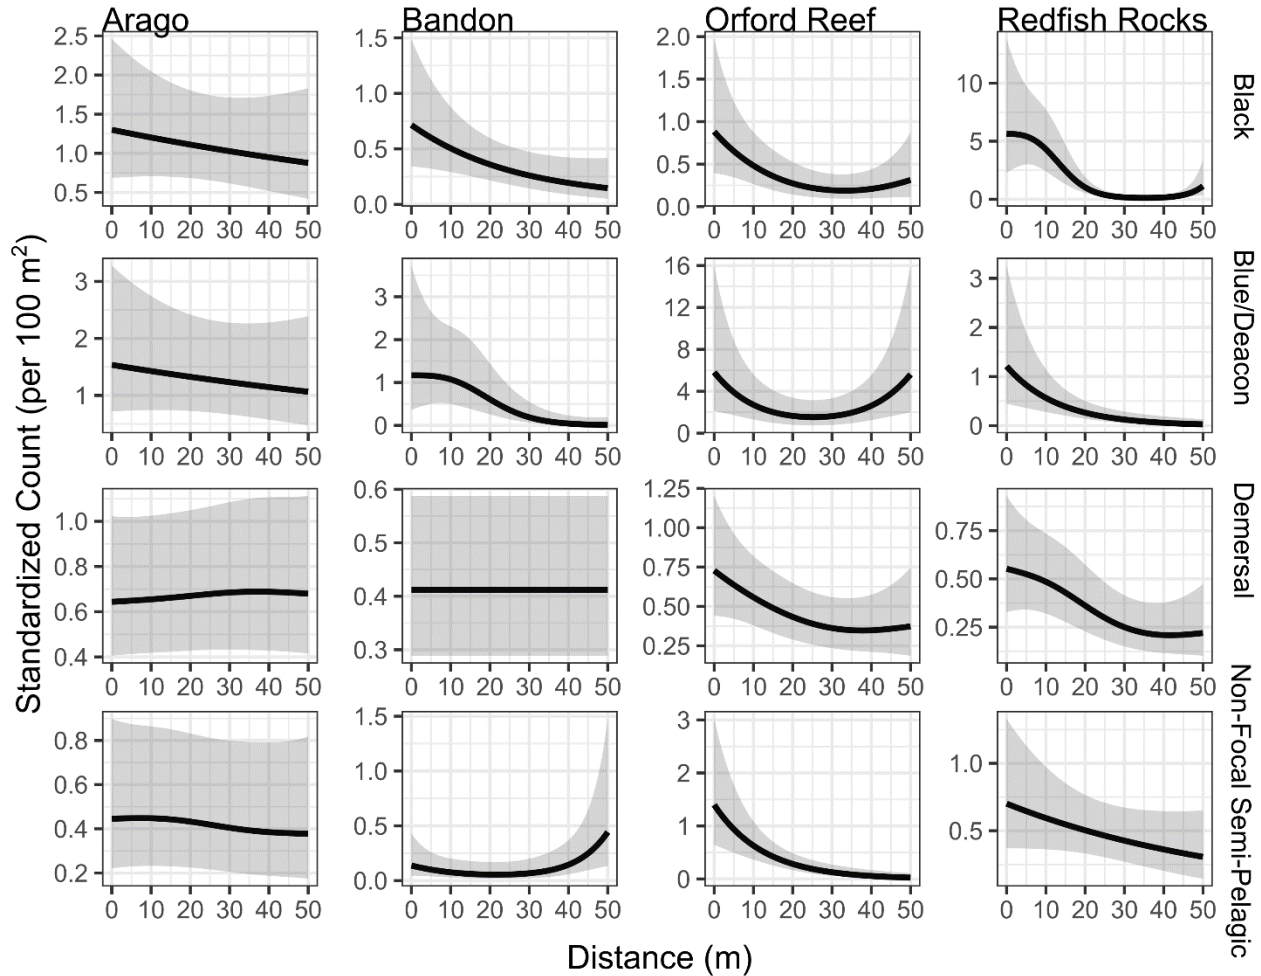 Arago Bandon Orford Reef Redfish Rocks
2.5 2.0 1.5 1.0 0.5
0 10 20 30 40 50
1.5 1.0 0.5 0.0
0 10 20 30 40 50
2.0 1.5 1.0 0.5 0.0
0 10 20 30 40 50
10 5 0
0 10 20 30 40 50
Black
3 2 1
0 10 20 30 40 50
3 2 1 0
0 10 20 30 40 50
16 12 8 4 0
0 10 20 30 40 50
3 2 1 0
0 10 20 30 40 50
Blue/Deacon
Standardized Count (per 100 m²)
1.0 0.8 0.6 0.4
0 10 20 30 40 50
0.6 0.5 0.4 0.3
0 10 20 30 40 50
1.25 1.00 0.75 0.50 0.25
0 10 20 30 40 50
0.75 0.50 0.25
0 10 20 30 40 50
Demersal
0.8 0.6 0.4 0.2
0 10 20 30 40 50
1.5 1.0 0.5 0.0
0 10 20 30 40 50
3 2 1 0
0 10 20 30 40 50
1.0 0.5
0 10 20 30 40 50
Non-Focal Semi-Pelagic
Distance (m)